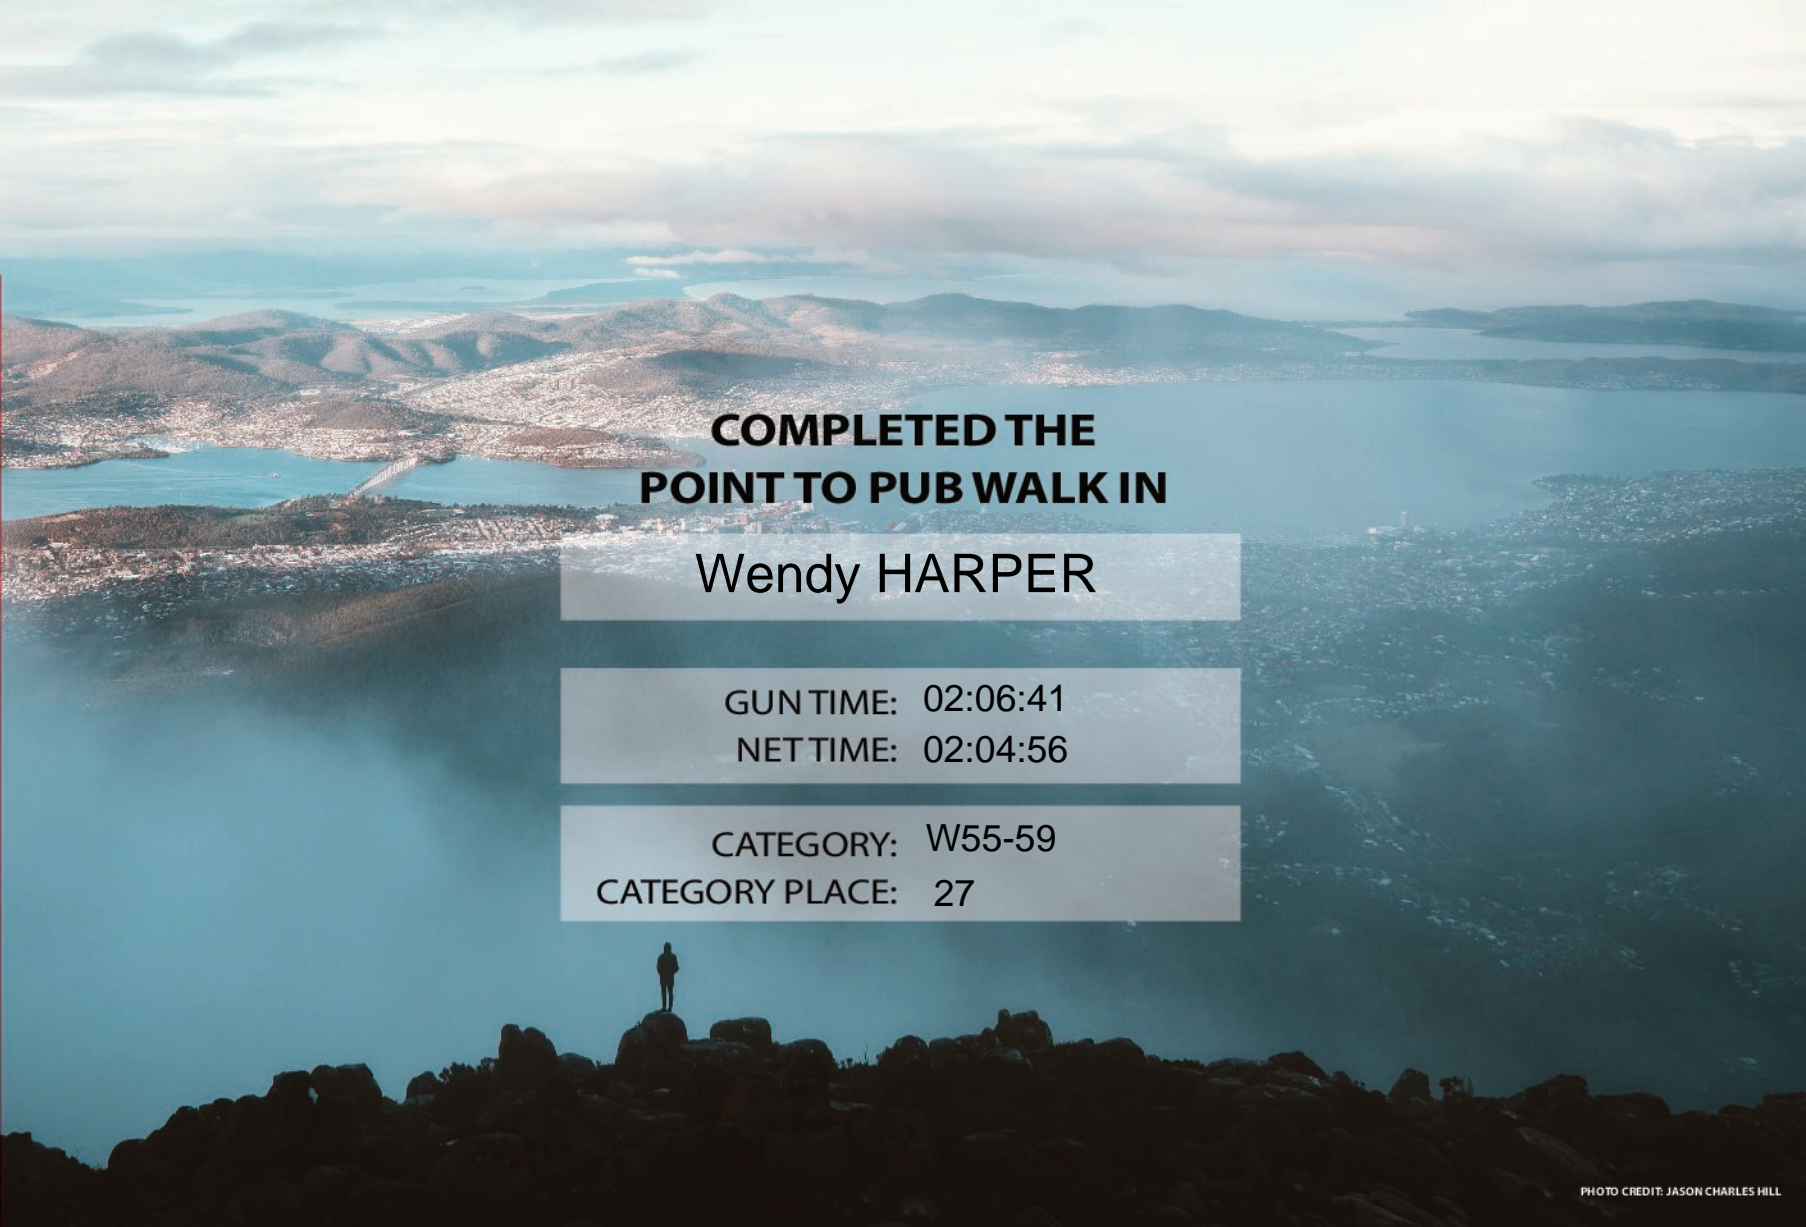 COMPLETED THE
POINT TO PUB WALK IN
Wendy HARPER
GUN TIME: 02:06:41
NET TIME: 02:04:56
CATEGORY: W55-59
CATEGORY PLACE: 27
PHOTO CREDIT: JASON CHARLES HILL